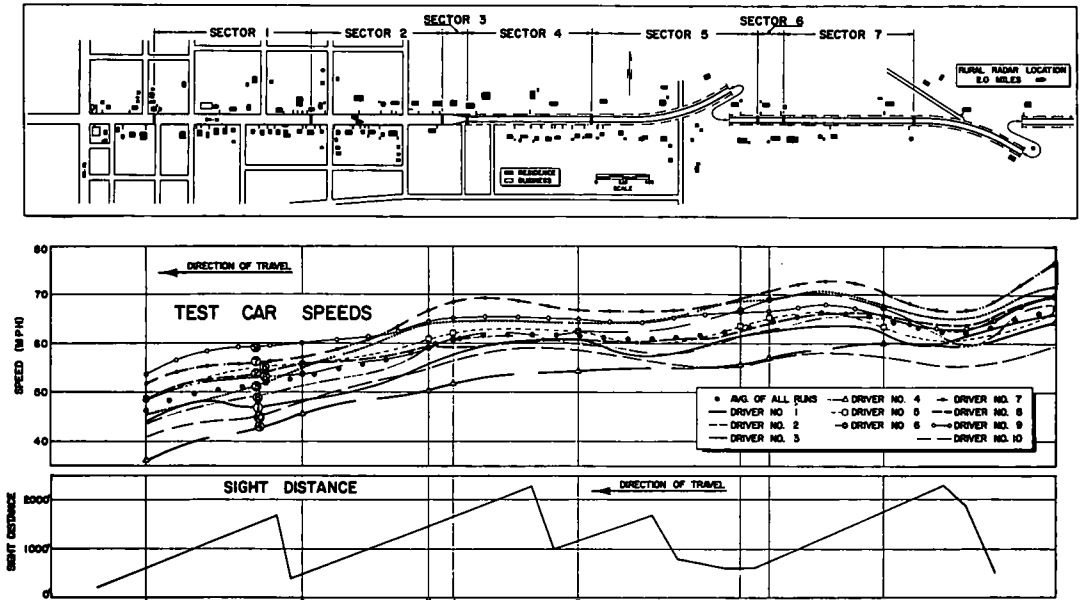 SECTOR 3
SECTOR 6
SECTOR 1
SECTOR 2
SECTOR 4
SECTOR 5
SECTOR 7
RURAL RADAR LOCATION
2.0 MILES
RESIDENCE
BUSINESS
SCALE
DIRECTION OF TRAVEL
TEST CAR SPEEDS
SPEED (MPH)
80
70
60
50
40
AVG. OF ALL RUNS
DRIVER NO 1
DRIVER NO. 2
DRIVER NO. 3
DRIVER NO. 4
DRIVER NO. 5
DRIVER NO 6
DRIVER NO. 7
DRIVER NO. 8
DRIVER NO. 9
DRIVER NO. 10
SIGHT DISTANCE
DIRECTION OF TRAVEL
SIGHT DISTANCE
2000'
1000'
0'